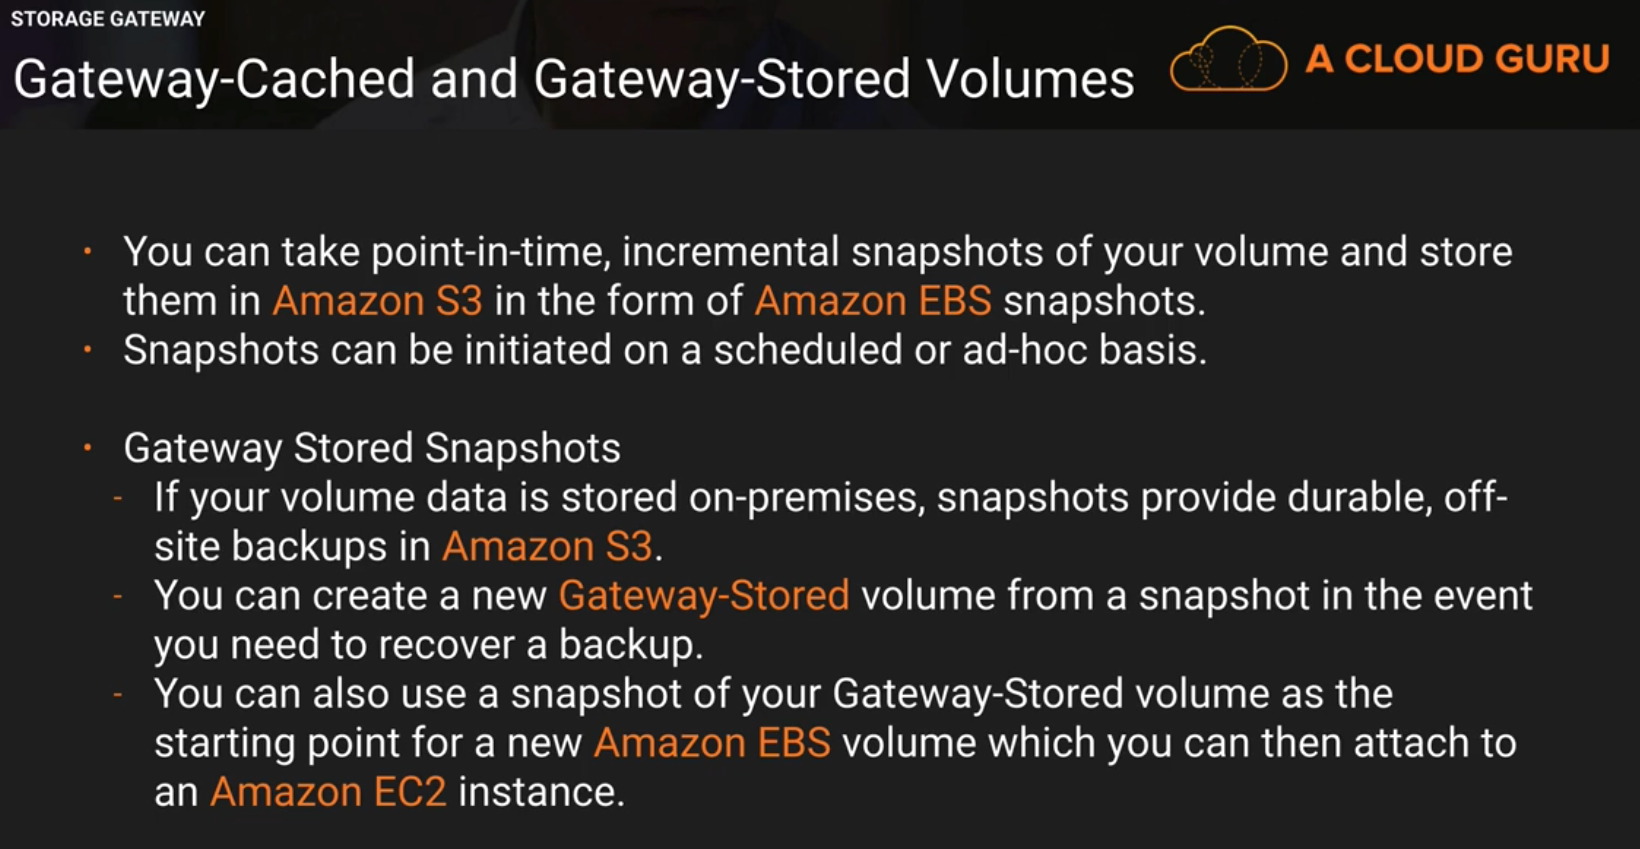 STORAGE GATEWAY
Gateway-Cached and Gateway-Stored Volumes
A CLOUD GURU
· You can take point-in-time, incremental snapshots of your volume and store
them in Amazon S3 in the form of Amazon EBS snapshots.
· Snapshots can be initiated on a scheduled or ad-hoc basis.
· Gateway Stored Snapshots
- If your volume data is stored on-premises, snapshots provide durable, off-
site backups in Amazon S3.
- You can create a new Gateway-Stored volume from a snapshot in the event
you need to recover a backup.
- You can also use a snapshot of your Gateway-Stored volume as the
starting point for a new Amazon EBS volume which you can then attach to
an Amazon EC2 instance.